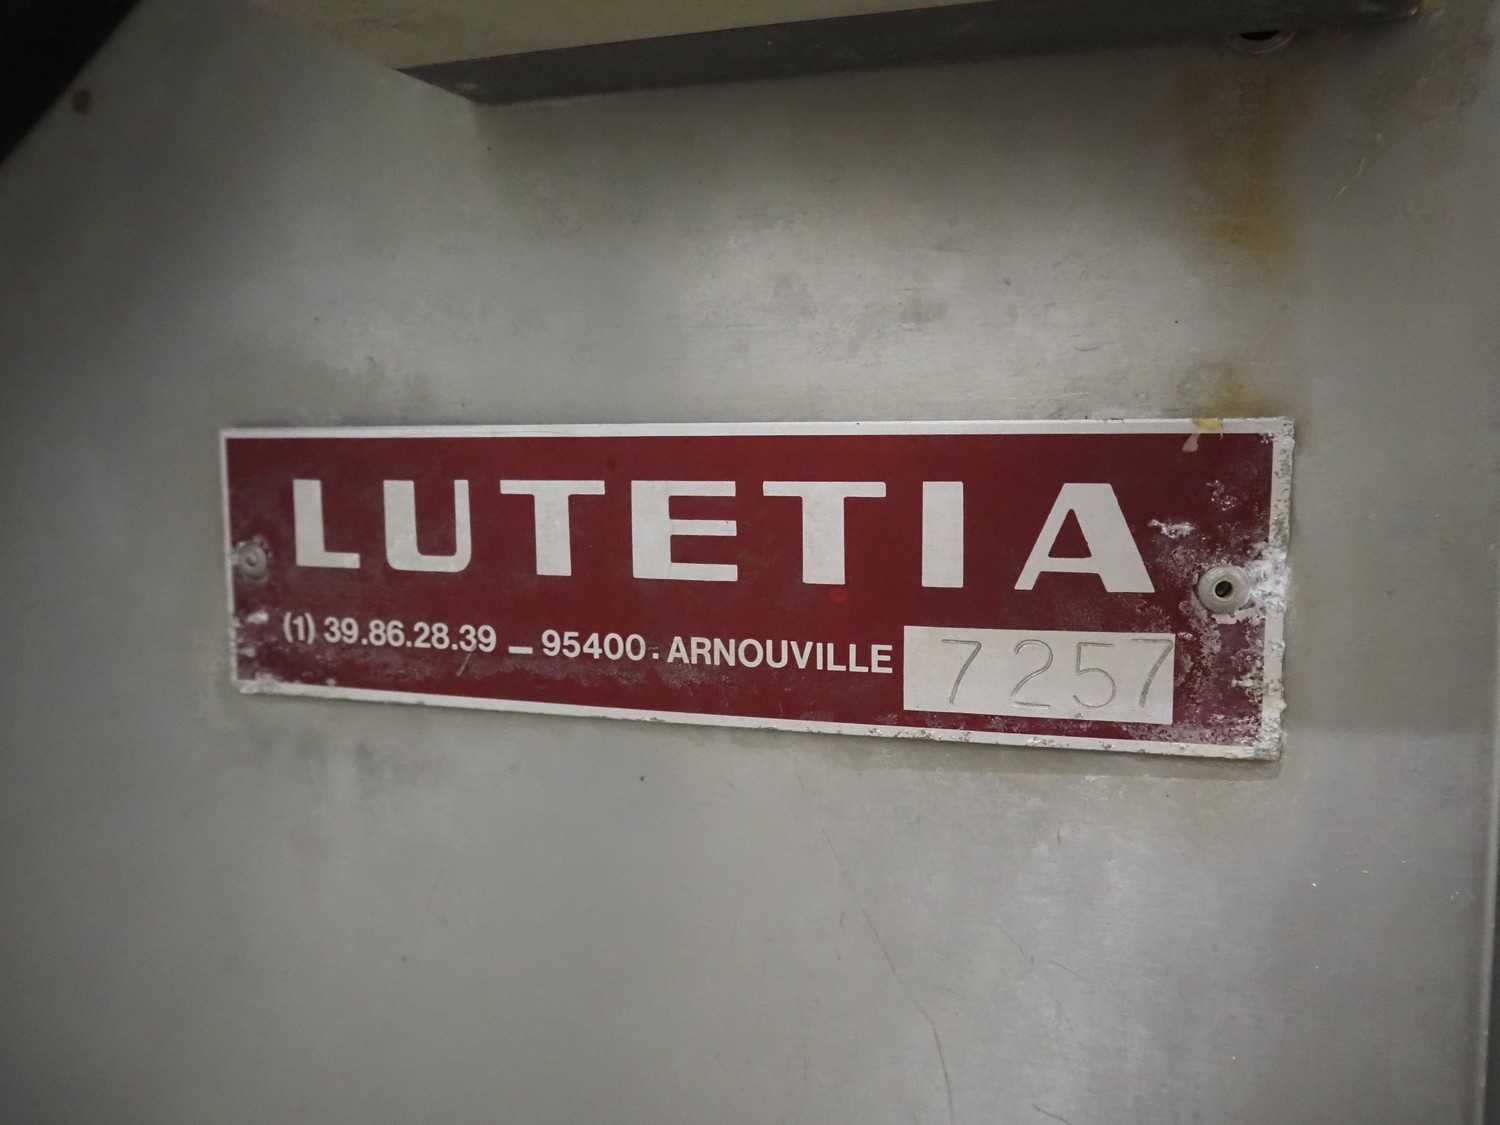 LUTETIA
(1) 39.86.28.39 – 95400. ARNOUVILLE 7257